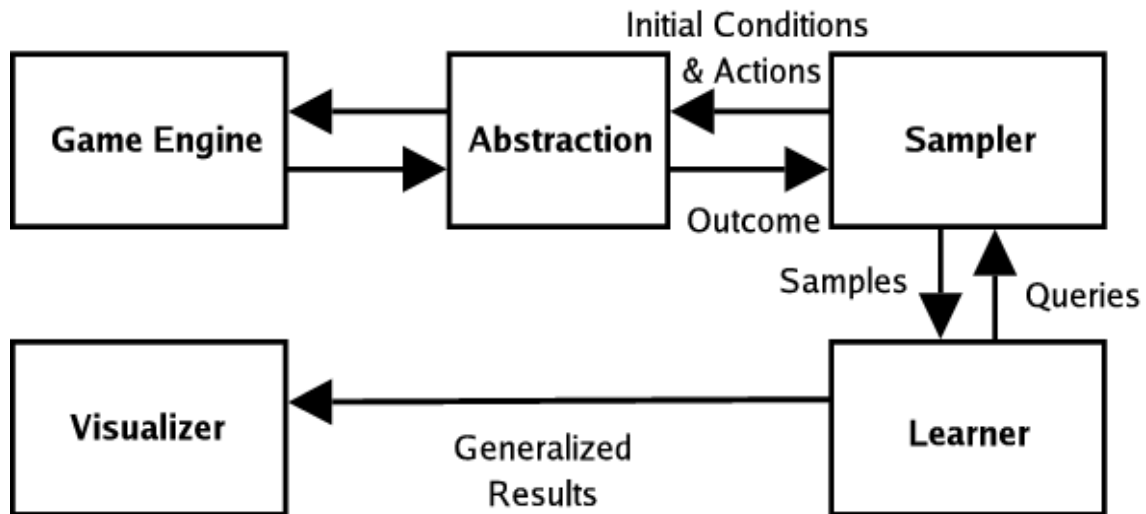 Initial Conditions
& Actions
Game Engine
Abstraction
Sampler
Outcome
Samples
Queries
Visualizer
Generalized
Results
Learner